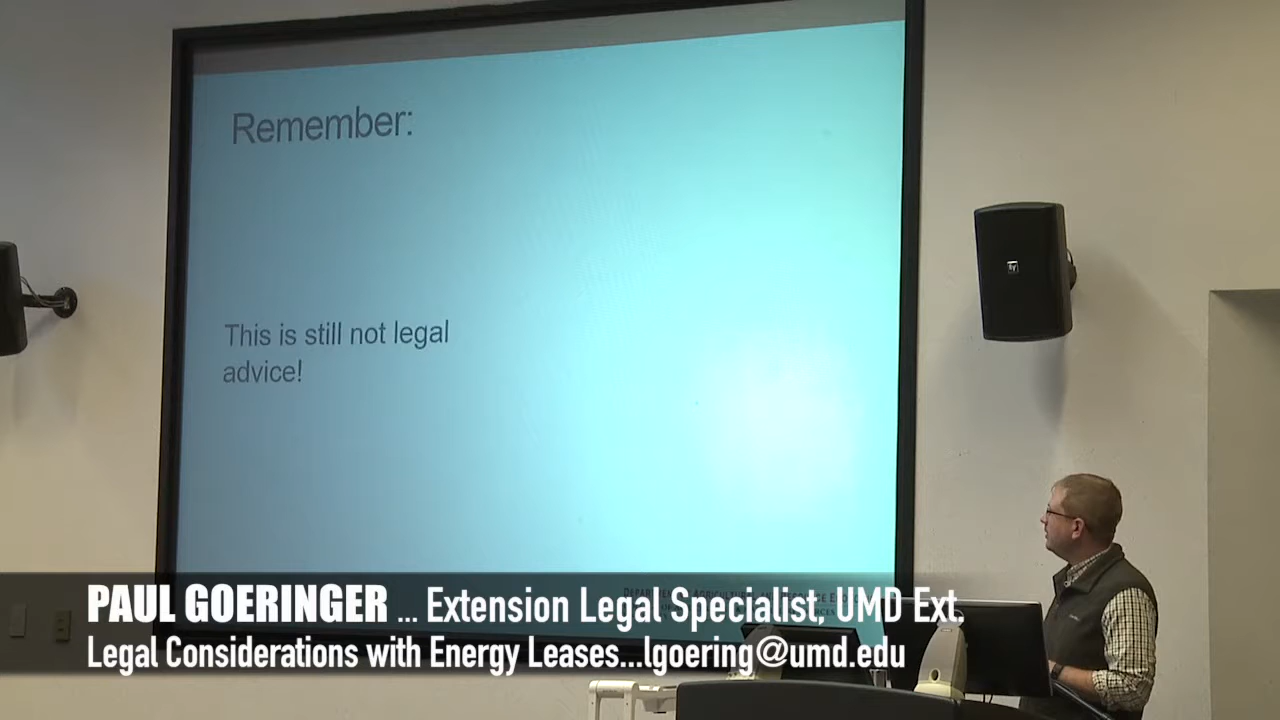 Remember:
This is still not legal
advice!
PAUL GOERINGER ... Extension Legal Specialist, UMD Ext.
Legal Considerations with Energy Leases...lgoering@umd.edu
EV